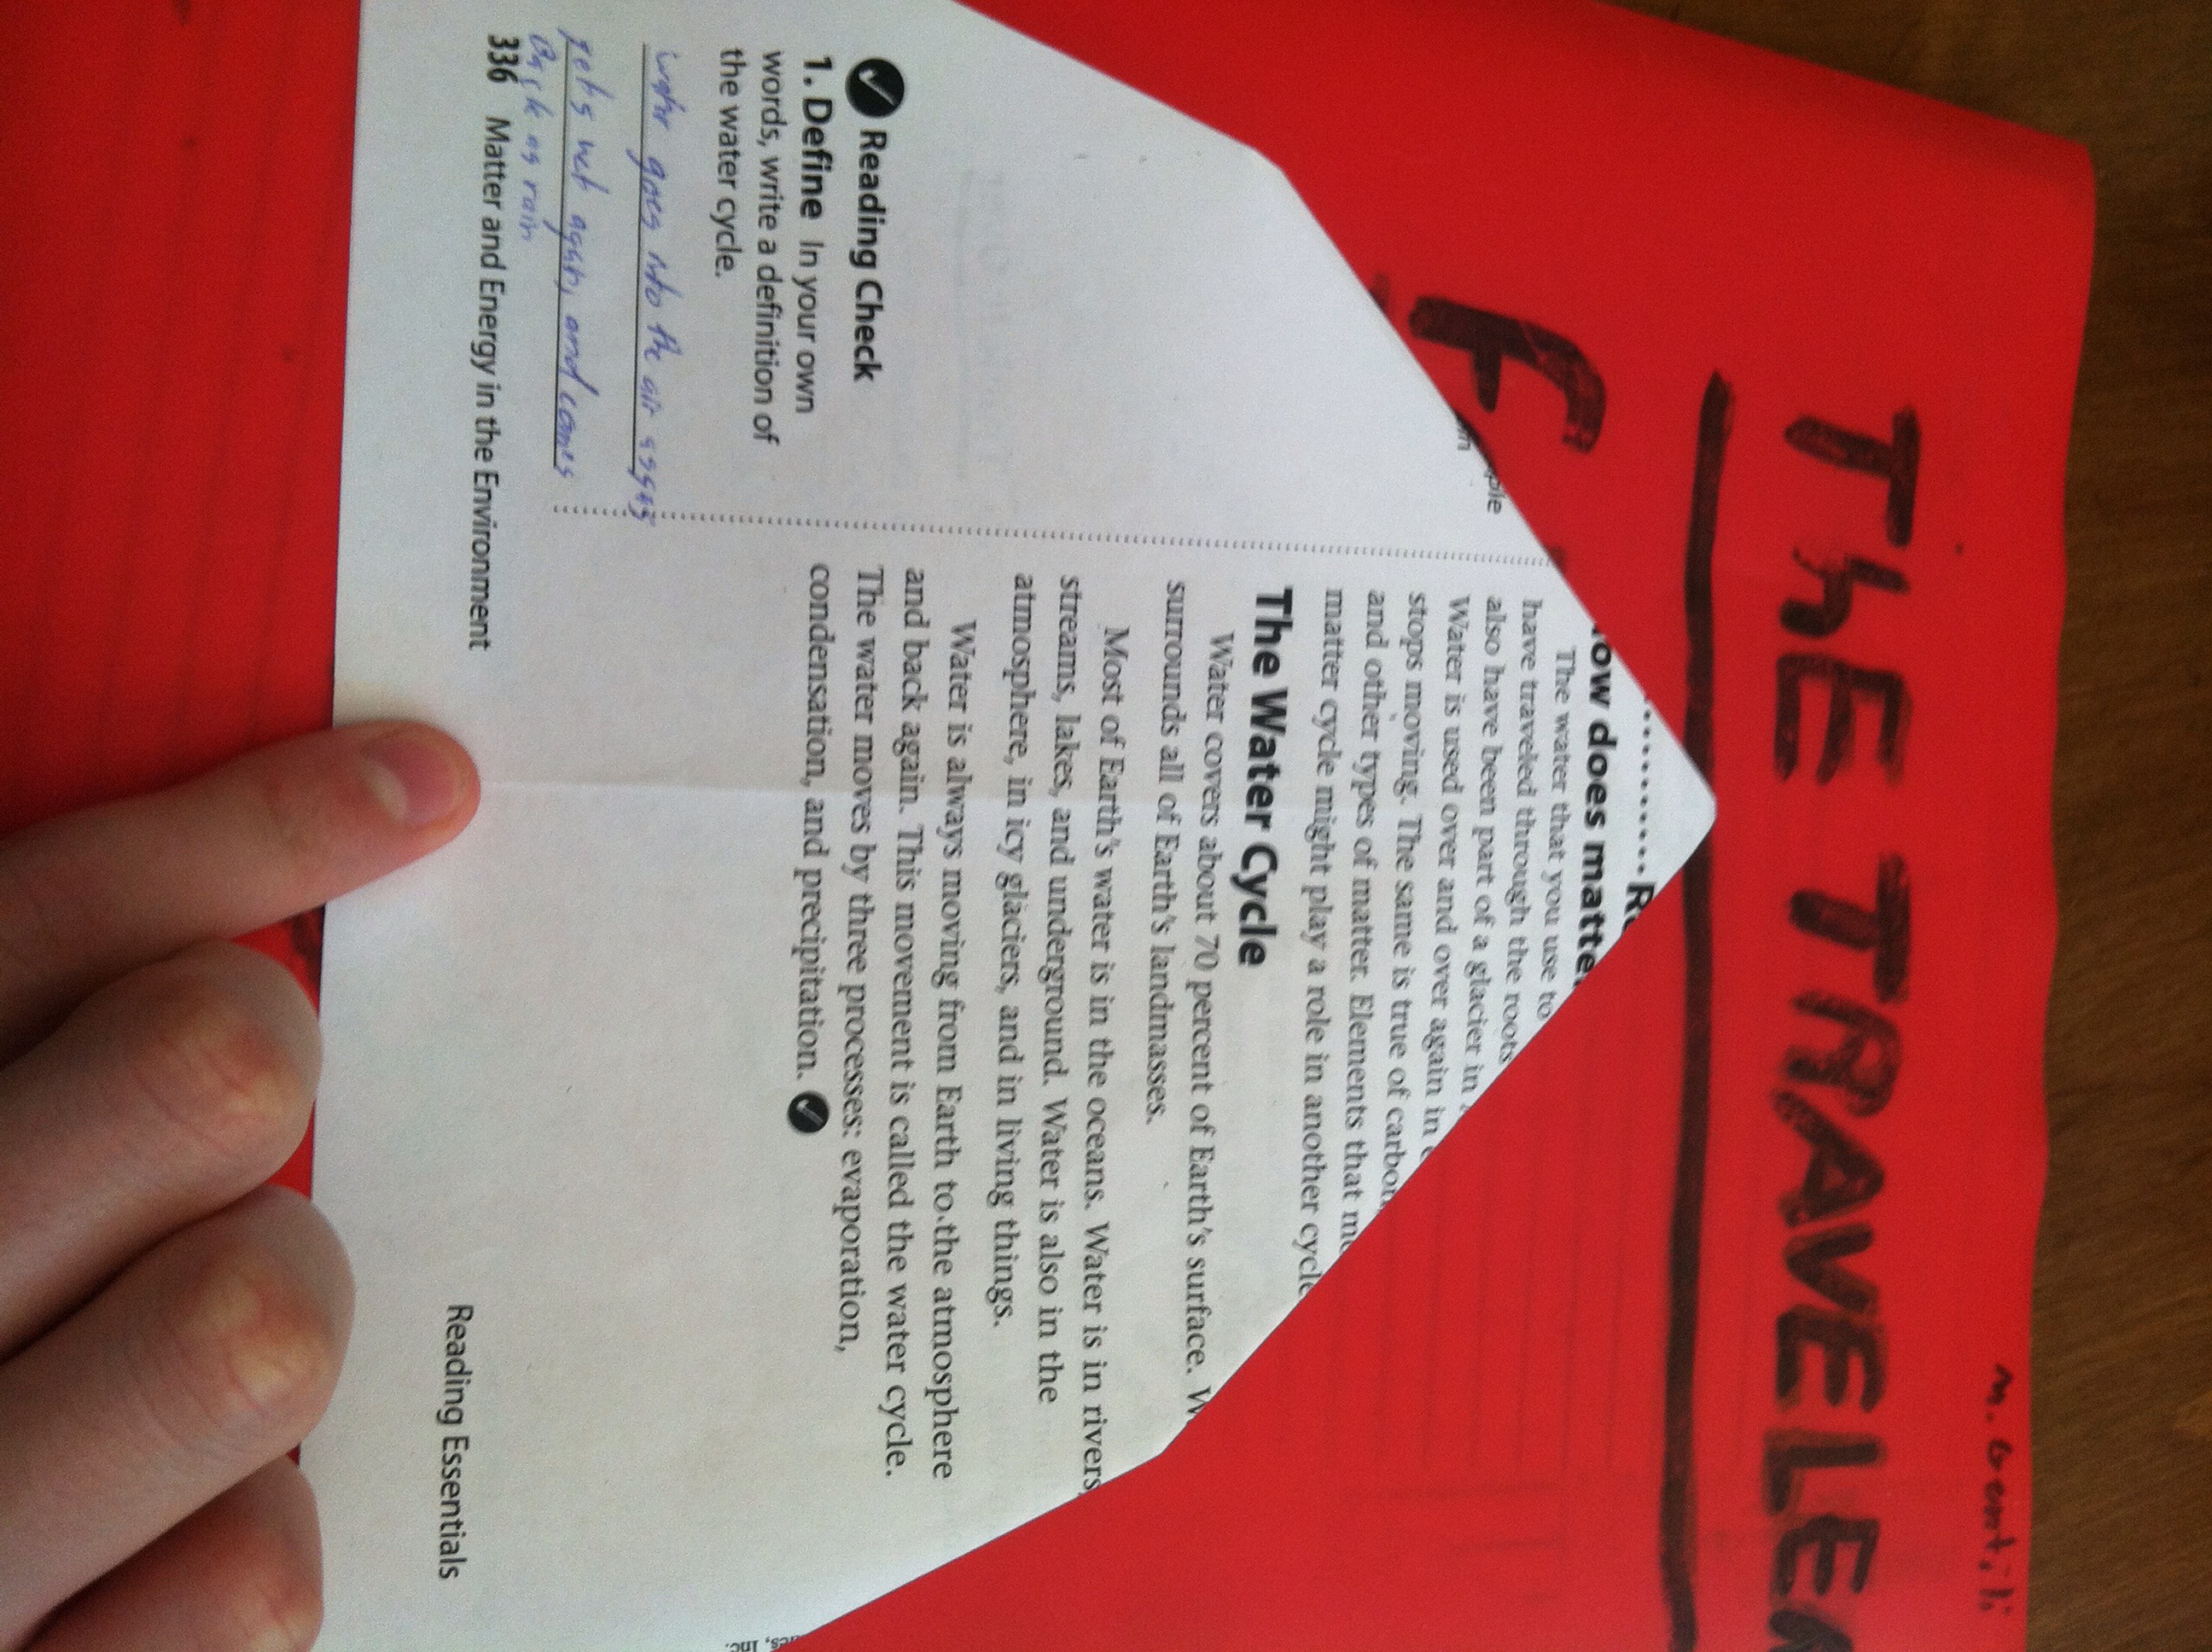 M. Gentili
THE TRAVELER
F
How does matte
The water that you use to
have traveled through the roots
also have been part of a glacier in
Water is used over and over again in
stops moving. The same is true of carbon
and other types of matter. Elements that
matter cycle might play a role in another cycle
The Water Cycle
Water covers about 70 percent of Earth's surface. W
surrounds all of Earth's landmasses.
Most of Earth's water is in the oceans. Water is in rivers,
streams, lakes, and underground. Water is also in the
atmosphere, in icy glaciers, and in living things.
Water is always moving from Earth to the atmosphere
and back again. This movement is called the water cycle.
The water moves by three processes: evaporation,
condensation, and precipitation.
Reading Check
1. Define In your own
words, write a definition of
the water cycle.
water goes into the air as gas
gets wet again, and comes
Back as rain
336 Matter and Energy in the Environment
Reading Essentials